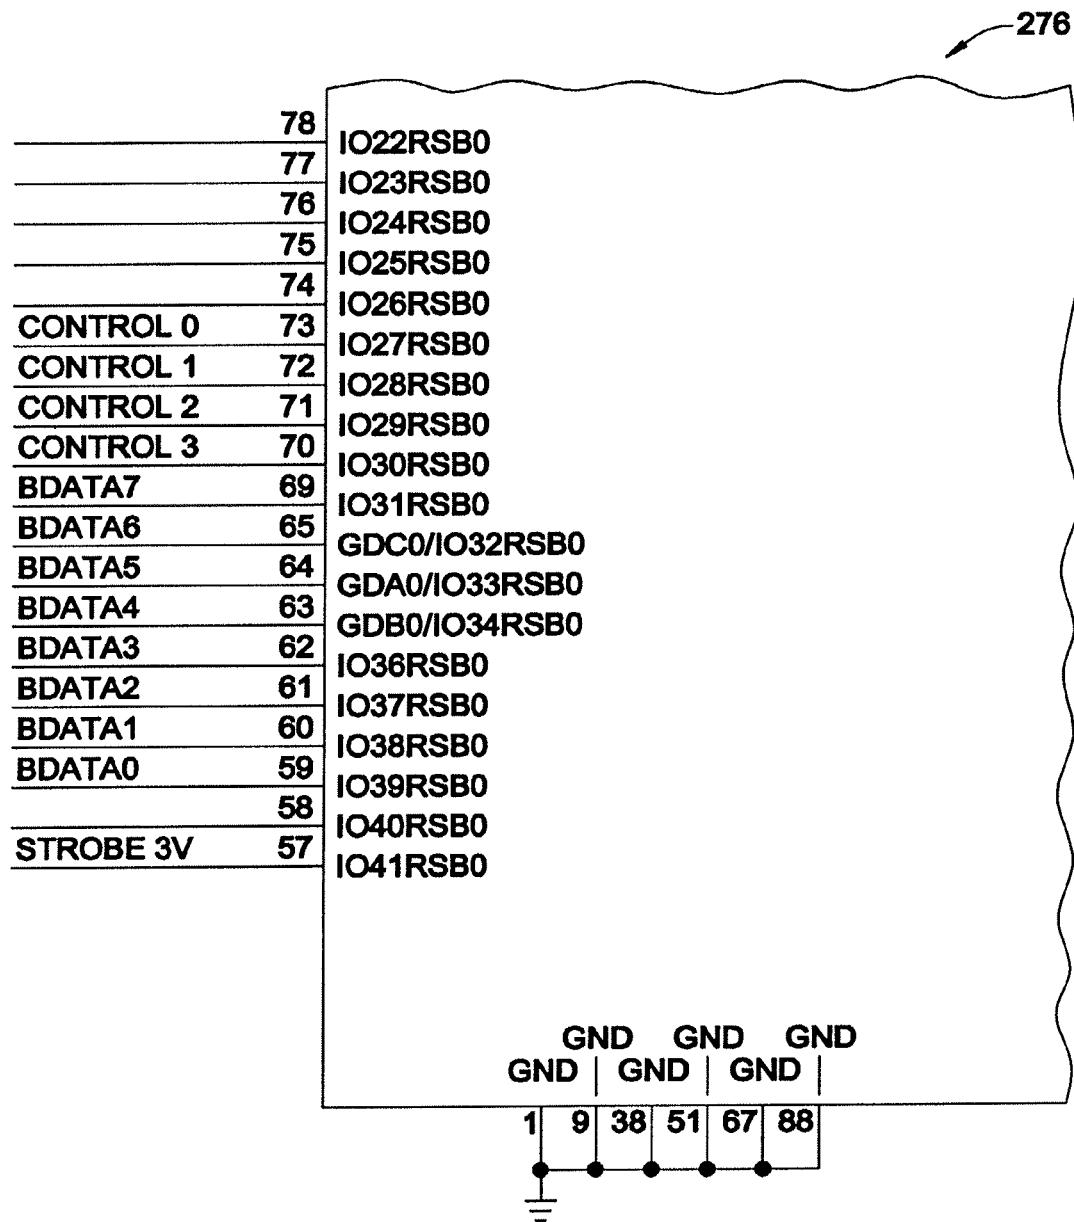 276
78 IO22RSB0
77 IO23RSB0
76 IO24RSB0
75 IO25RSB0
74 IO26RSB0
CONTROL 0 73 IO27RSB0
CONTROL 1 72 IO28RSB0
CONTROL 2 71 IO29RSB0
CONTROL 3 70 IO30RSB0
BDATA7 69 IO31RSB0
BDATA6 65 GDC0/IO32RSB0
BDATA5 64 GDA0/IO33RSB0
BDATA4 63 GDB0/IO34RSB0
BDATA3 62 IO36RSB0
BDATA2 61 IO37RSB0
BDATA1 60 IO38RSB0
BDATA0 59 IO39RSB0
58 IO40RSB0
STROBE 3V 57 IO41RSB0
GND GND GND
GND GND GND
1 9 38 51 67 88